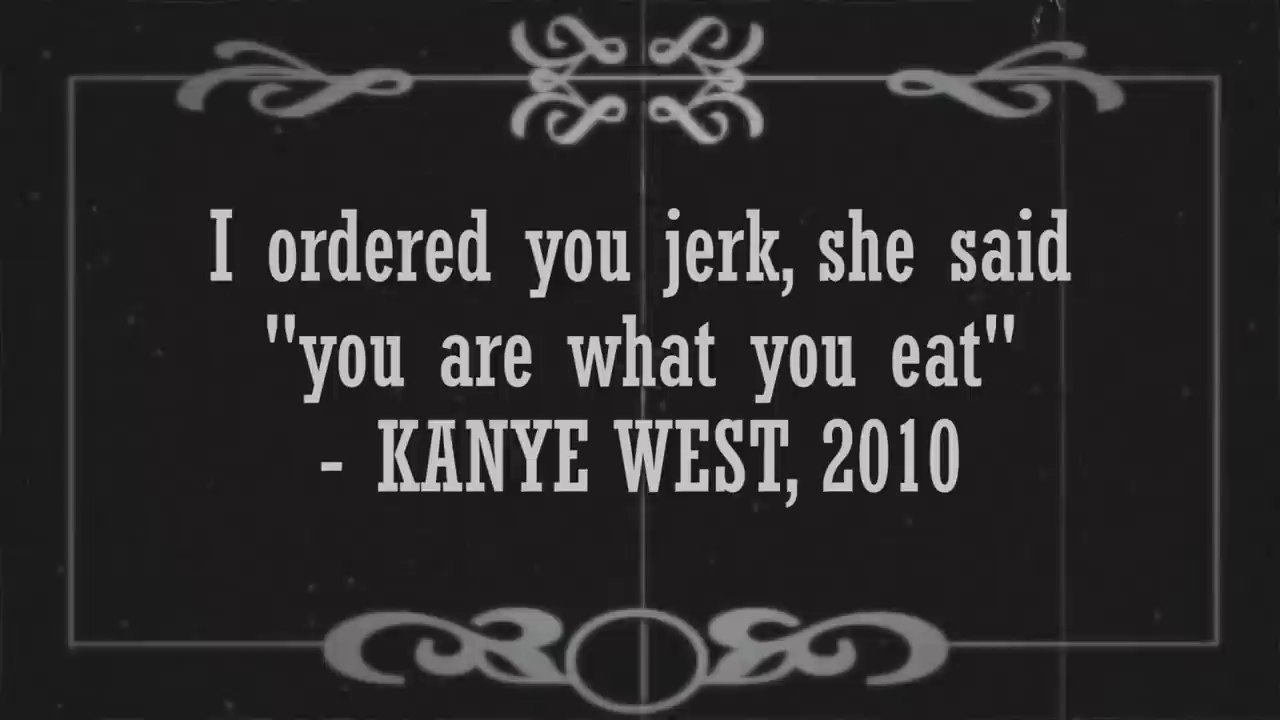 I ordered you jerk, she said
"you are what you eat"
- KANYE WEST, 2010